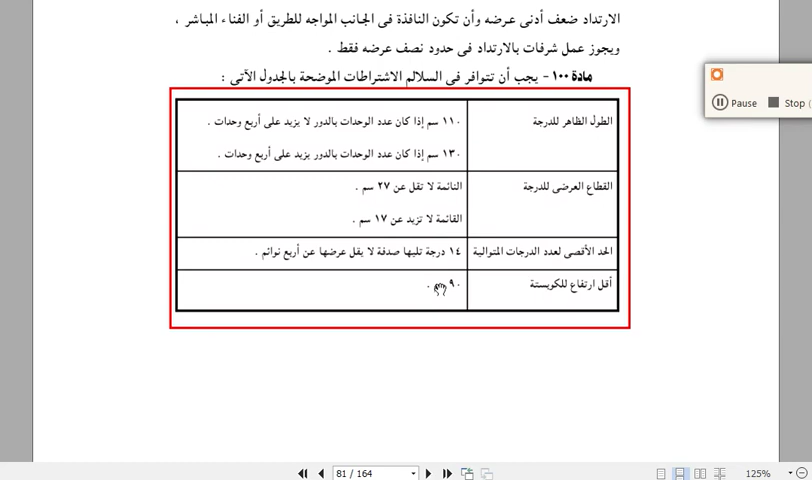 الارتداد ضعف أدنى عرضه وأن تكون النافذة فى الجانب المواجه للطريق أو الفناء المباشر ،
ويجوز عمل شرفات بالارتداد فى حدود نصف عرضه فقط .
مادة ١٠٠ - يجب أن تتوافر فى السلالم الاشتراطات الموضحة بالجدول الآتى :
الطول الظاهر للدرجة
١١٠ سم إذا كان عدد الوحدات بالدور لا يزيد على أربع وحدات .
١٣٠ سم إذا كان عدد الوحدات بالدور يزيد على أربع وحدات .
القطاع العرضى للدرجة
النائمة لا تقل عن ٢٧ سم .
القائمة لا تزيد عن ١٧ سم .
الحد الأقصى لعدد الدرجات المتوالية
١٤ درجة تليها صدفة لا يقل عرضها عن أربع نوائم .
أقل ارتفاع للكوبستة
٩٠ .
Pause
Stop (
81 / 164
125%